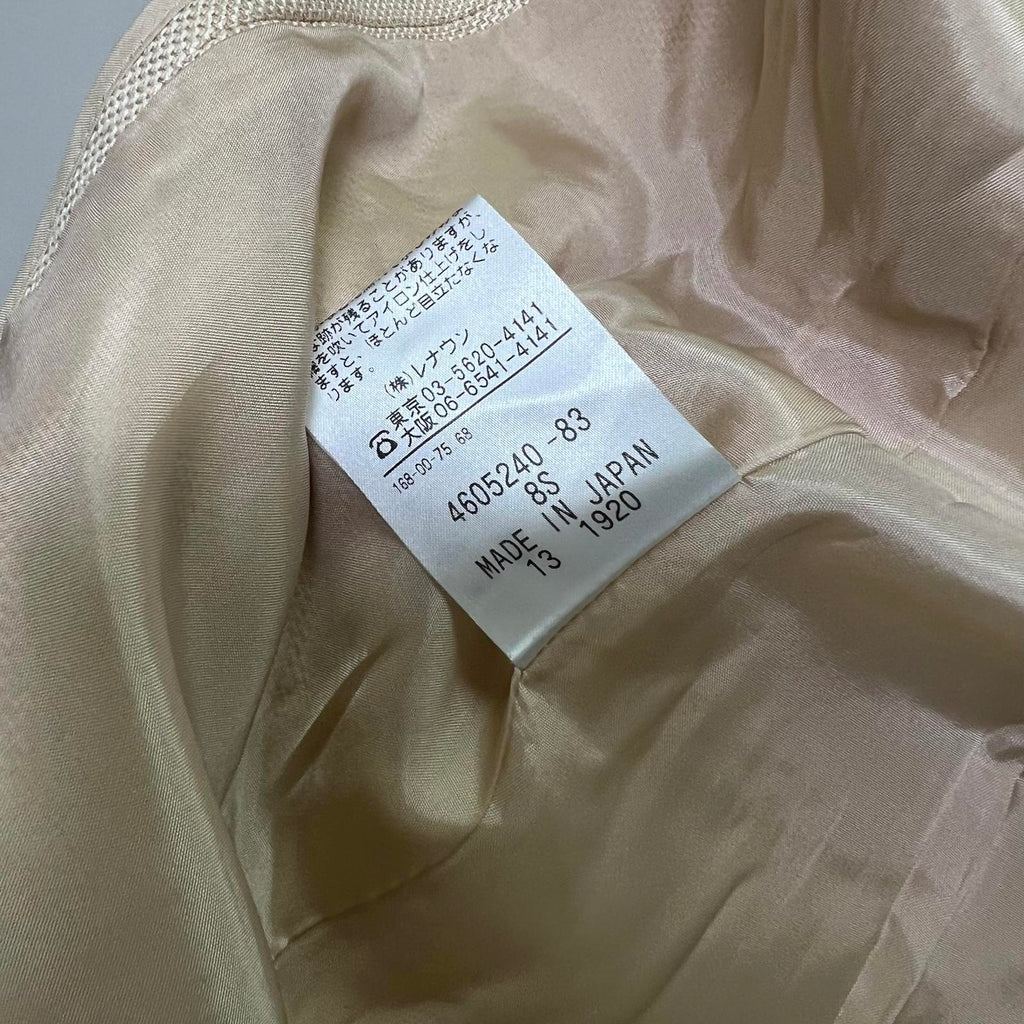 跡が残ることがありますが、
を吹いてアイロン仕上げをし
ますと、ほとんど目立たなくな
ります。
(株)レナウン
☎東京03-5620-4141
大阪06-6541-4141
168-00-75 68
4605240 -83
8S
MADE IN JAPAN
13 1920